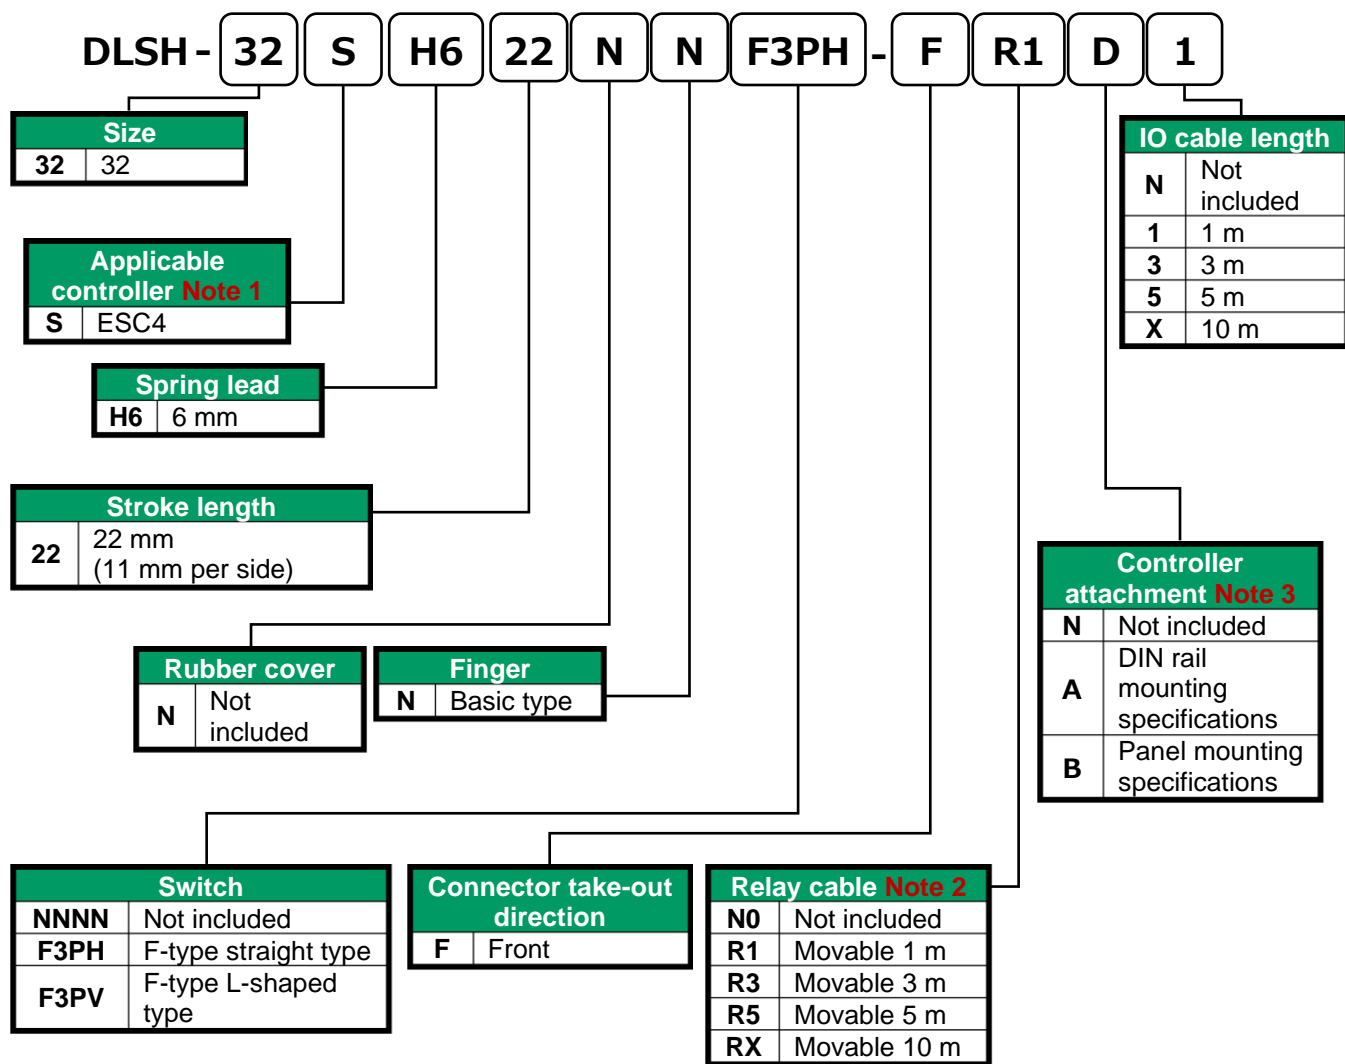 DLSH - 32 S H6 22 N N F3PH - F R1 D 1
Size
32 32
Applicable
controller Note 1
S ESC4
Spring lead
H6 6 mm
Stroke length
22 22 mm
(11 mm per side)
Rubber cover
N Not
included
Finger
N Basic type
Switch
NNNN Not included
F3PH F-type straight type
F3PV F-type L-shaped
type
Connector take-out
direction
F Front
Relay cable Note 2
N0 Not included
R1 Movable 1 m
R3 Movable 3 m
R5 Movable 5 m
RX Movable 10 m
Controller
attachment Note 3
N Not included
A DIN rail
mounting
specifications
B Panel mounting
specifications
IO cable length
N Not
included
1 1 m
3 3 m
5 5 m
X 10 m